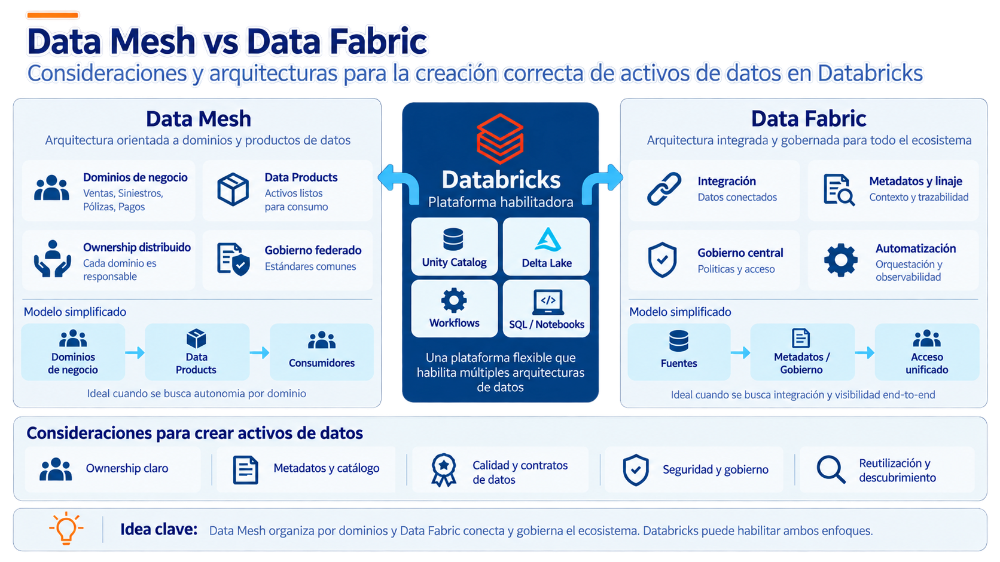 Data Mesh vs Data Fabric
Consideraciones y arquitecturas para la creación correcta de activos de datos en Databricks
Data Mesh
Arquitectura orientada a dominios y productos de datos
Dominios de negocio
Ventas, Siniestros,
Pólizas, Pagos
Data Products
Activos listos
para consumo
Ownership distribuido
Cada dominio es
responsable
Gobierno federado
Estándares comunes
Modelo simplificado
Dominios
de negocio
Data
Products
Consumidores
Ideal cuando se busca autonomia por dominio
Databricks
Plataforma habilitadora
Unity Catalog
Delta Lake
Workflows
</>
SQL / Notebooks
Una plataforma flexible que
habilita múltiples arquitecturas
de datos
Data Fabric
Arquitectura integrada y gobernada para todo el ecosistema
Integración
Datos conectados
Metadatos y linaje
Contexto y trazabilidad
Gobierno central
Politicas y acceso
Automatización
Orquestación y
observabilidad
Modelo simplificado
Fuentes
Metadatos /
Gobierno
Acceso
unificado
Ideal cuando se busca integración y visibilidad end-to-end
Consideraciones para crear activos de datos
Ownership claro
Metadatos y catálogo
Calidad y contratos
de datos
Seguridad y gobierno
Reutilización y
descubrimiento
Idea clave: Data Mesh organiza por dominios y Data Fabric conecta y gobierna el ecosistema. Databricks puede habilitar ambos enfoques.